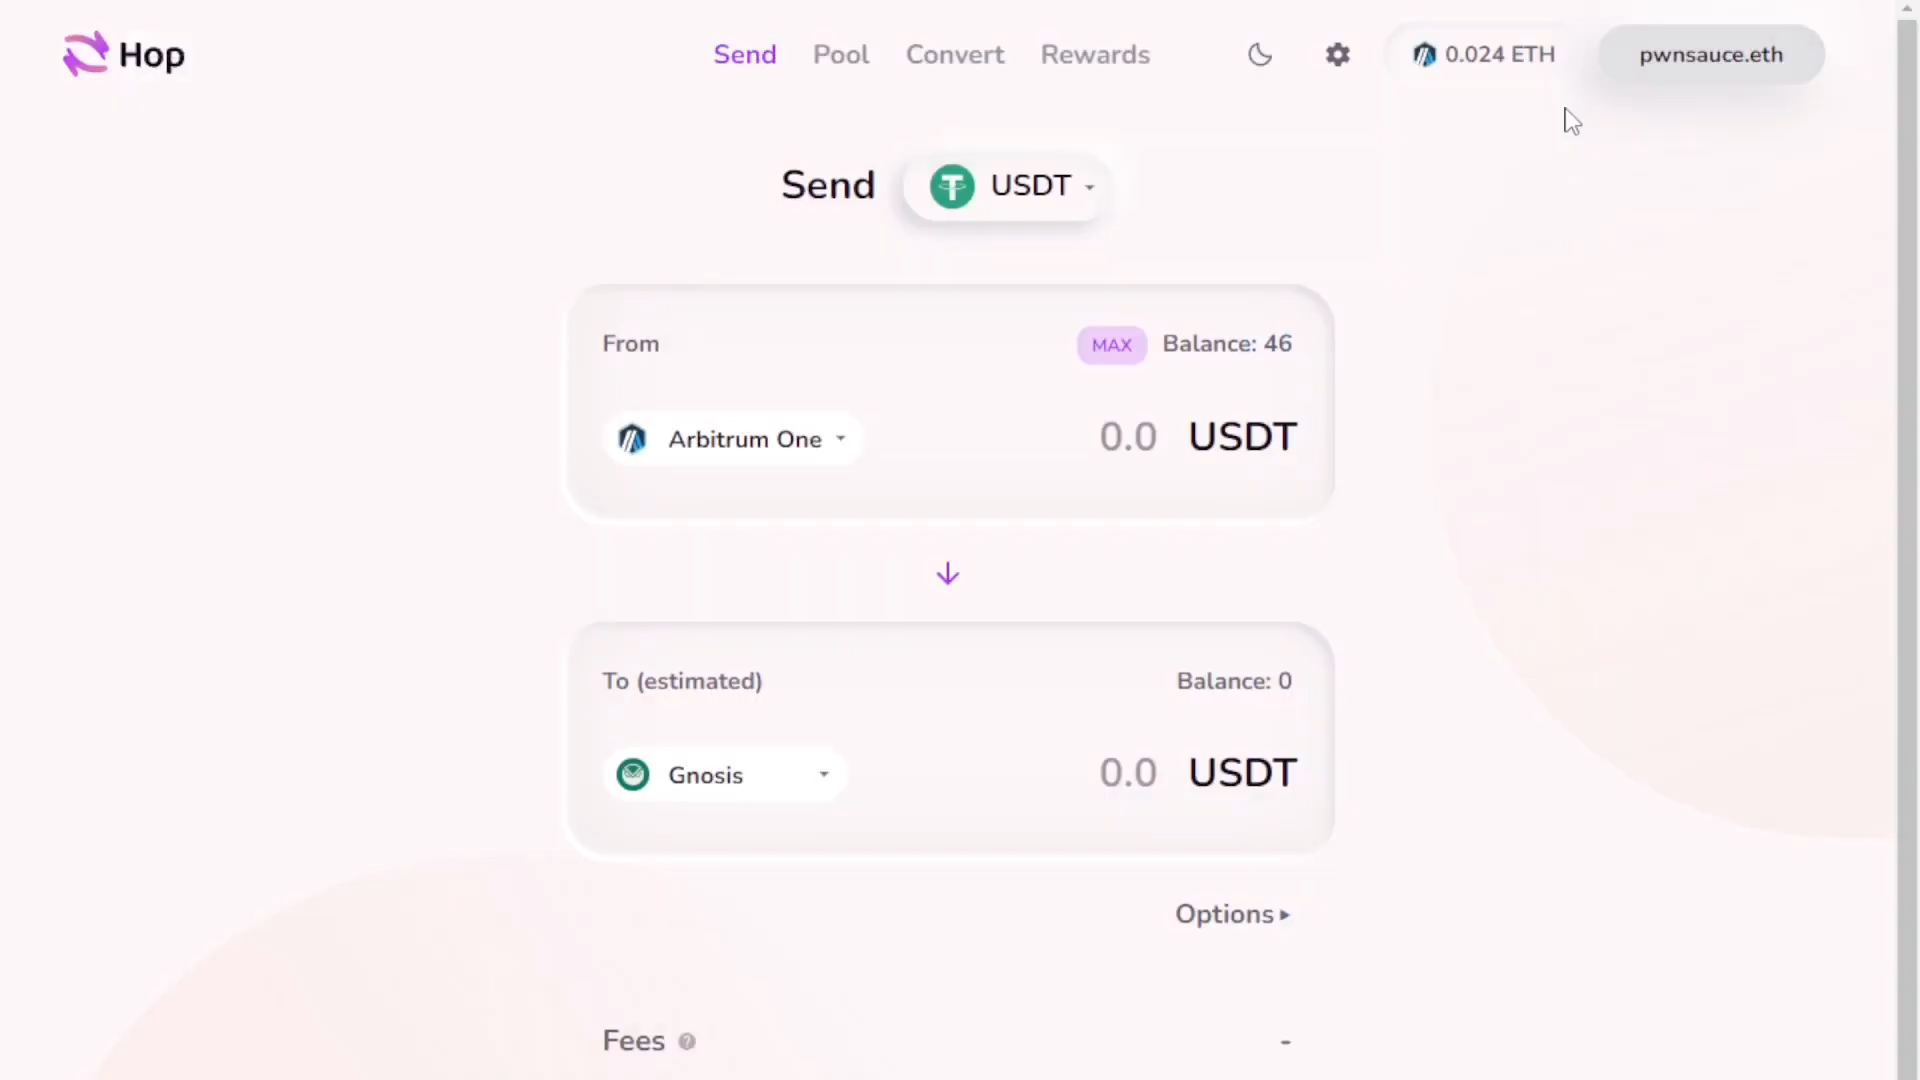 Hop
Send
Pool
Convert
Rewards
0.024 ETH
pwnsauce.eth
Send
USDT
From
MAX
Balance: 46
Arbitrum One
0.0
USDT
To (estimated)
Balance: 0
Gnosis
0.0
USDT
Options
Fees
-